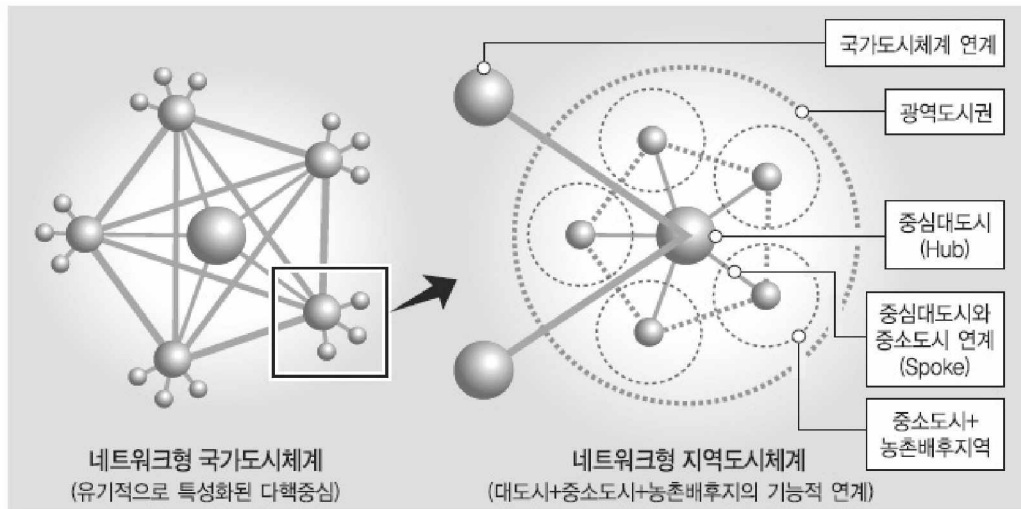 국가도시체계 연계
광역도시권
중심대도시
(Hub)
중심대도시와
중소도시 연계
(Spoke)
중소도시+
농촌배후지역
네트워크형 국가도시체계
(유기적으로 특성화된 다핵중심)
네트워크형 지역도시체계
(대도시+중소도시+농촌배후지의 기능적 연계)